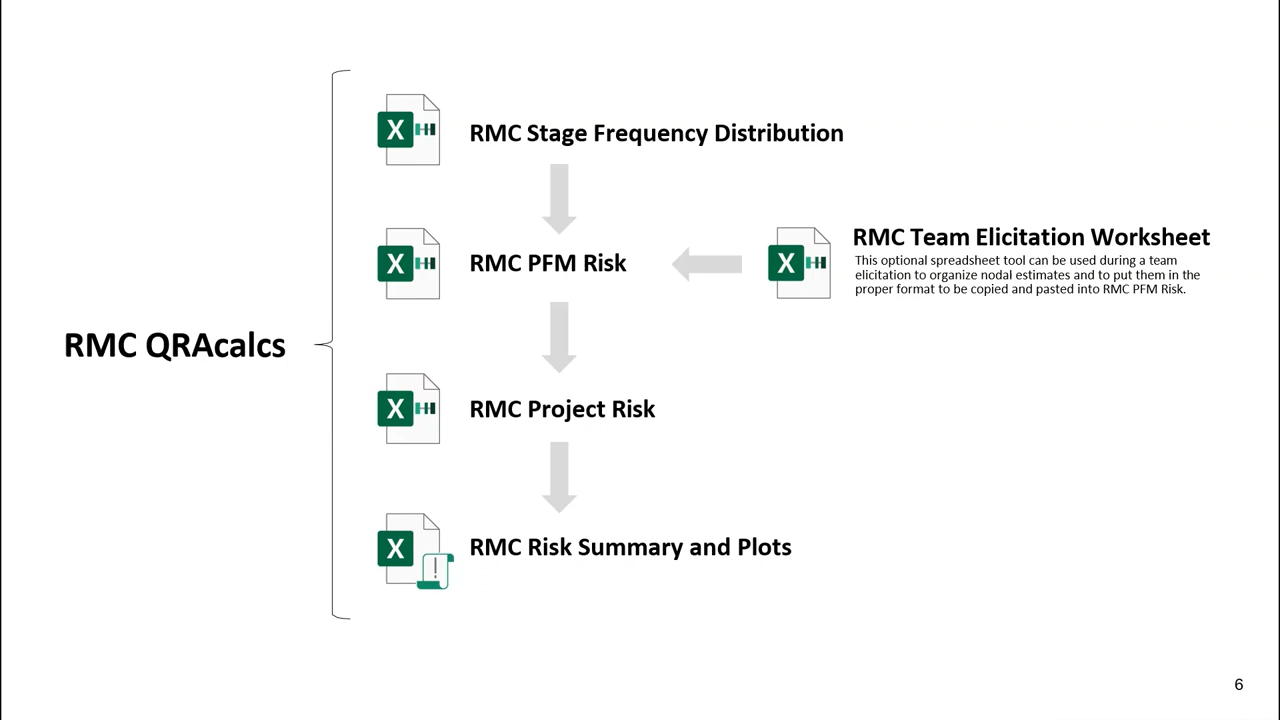 RMC Stage Frequency Distribution
RMC PFM Risk
RMC Team Elicitation Worksheet
This optional spreadsheet tool can be used during a team
elicitation to organize nodal estimates and to put them in the
proper format to be copied and pasted into RMC PFM Risk.
RMC QRAcalcs
RMC Project Risk
RMC Risk Summary and Plots
X
X
X
X
X
6